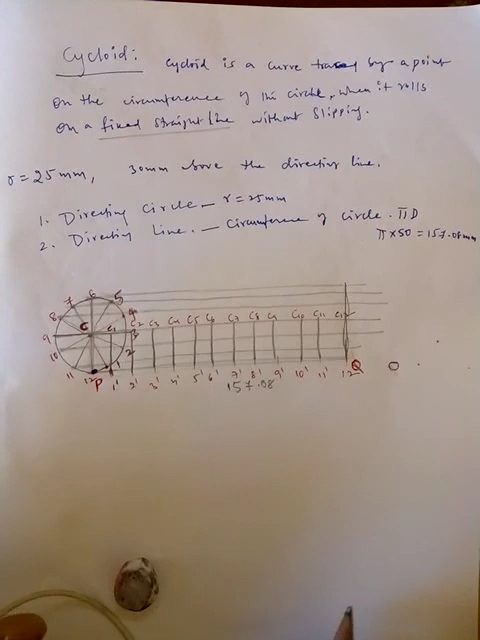 Cycloid: Cycloid is a curve traced by a point
on the circumference of the circle, when it rolls
on a fixed straight line without slipping.
r = 25mm, 30mm above the directing line.
1. Directing Circle — r = 25mm
2. Directing Line. — Circumference of circle. ΠD
π × 50 = 157.08mm
6
7 5
8 4
C C1 C2 C3 C4 C5 C6 C7 C8 C9 C10 C11 C12
9 3
10 2
11 12 1
P 1' 2' 3' 4' 5' 6' 7' 8' 9' 10' 11' 12' Q
157.08